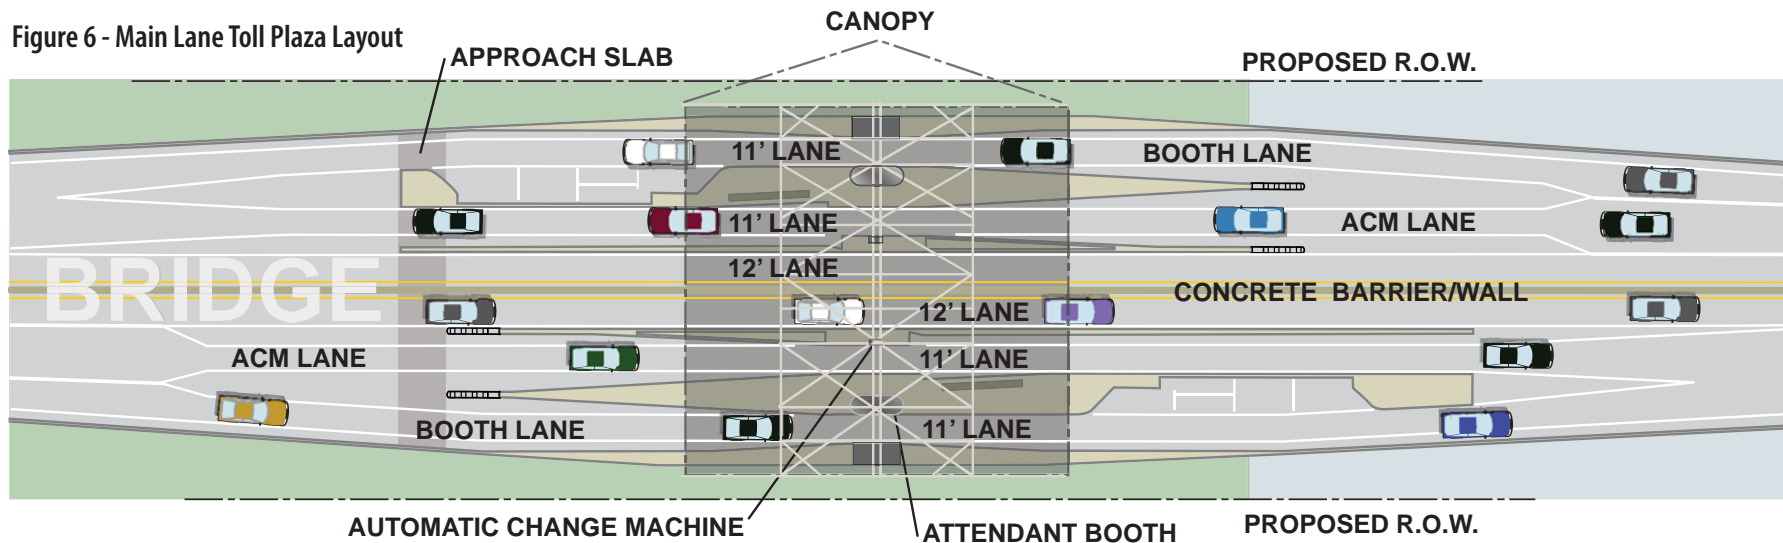 CANOPY
Figure 6 - Main Lane Toll Plaza Layout
APPROACH SLAB
PROPOSED R.O.W.
11’ LANE
BOOTH LANE
11’ LANE
ACM LANE
12’ LANE
BRIDGE
CONCRETE BARRIER/WALL
12’ LANE
ACM LANE
11’ LANE
BOOTH LANE
11’ LANE
AUTOMATIC CHANGE MACHINE
ATTENDANT BOOTH
PROPOSED R.O.W.